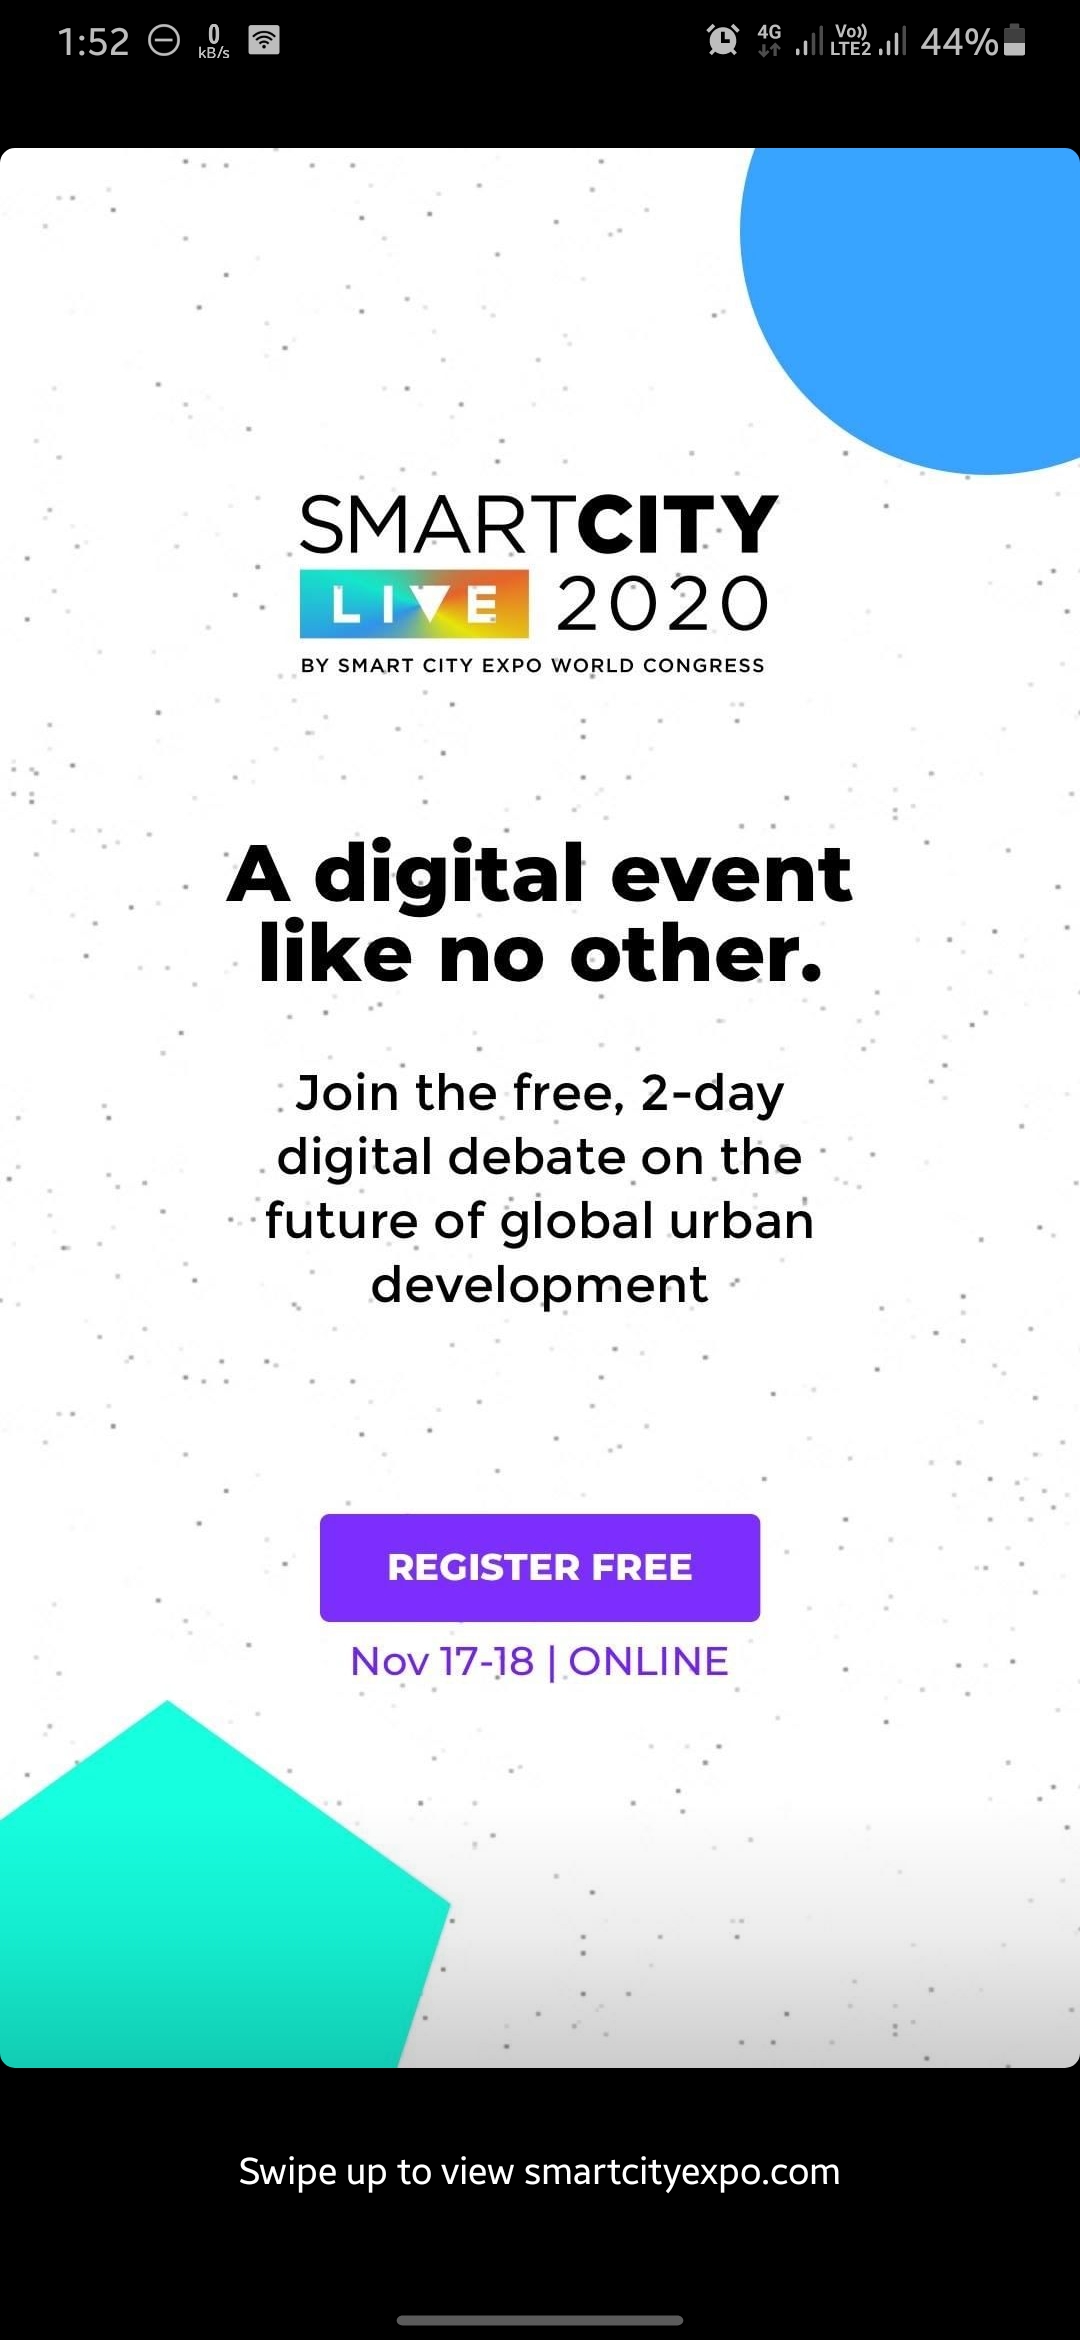 1:52 0 kB/s 4G Vo)) LTE2 44%
SMARTCITY
LIVE 2020
BY SMART CITY EXPO WORLD CONGRESS
A digital event
like no other.
Join the free, 2-day
digital debate on the
future of global urban
development
REGISTER FREE
Nov 17-18 | ONLINE
Swipe up to view smartcityexpo.com